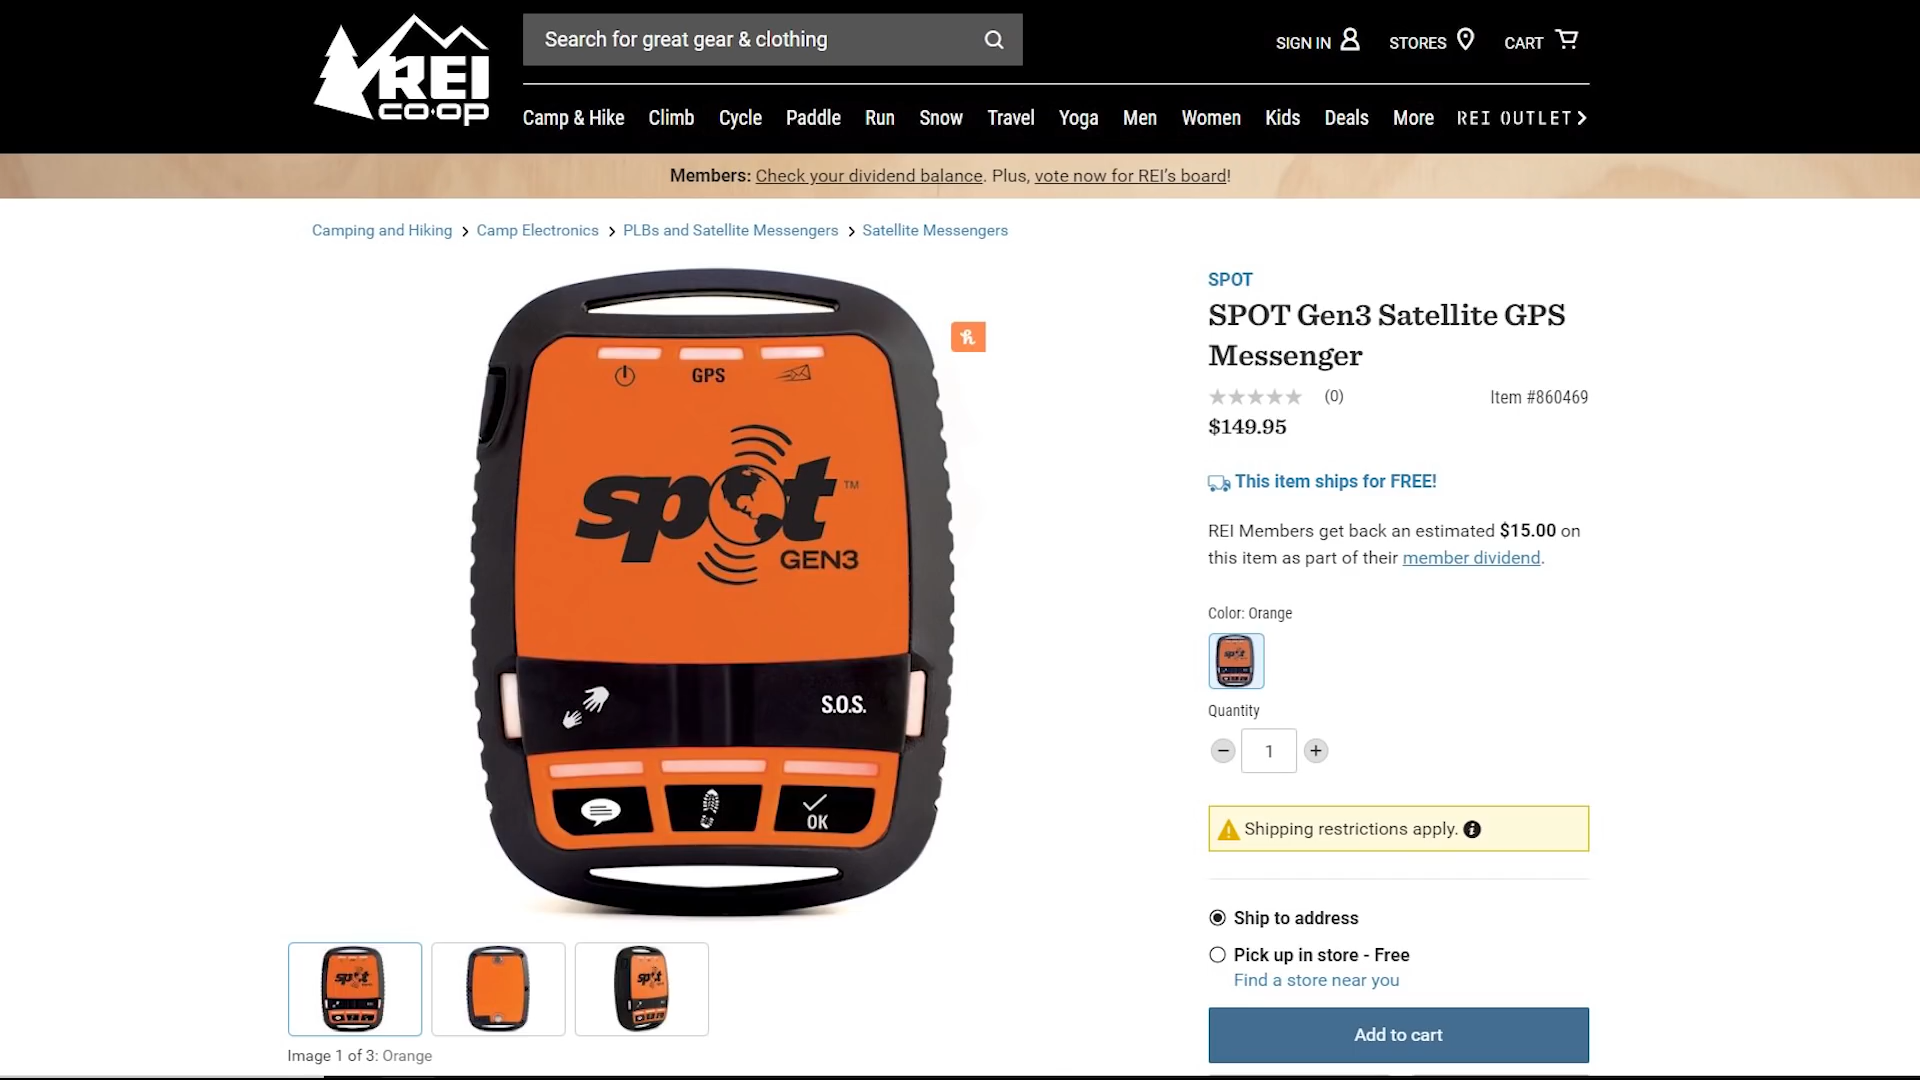 REI
co·op
Search for great gear & clothing
SIGN IN
STORES
CART
Camp & Hike
Climb
Cycle
Paddle
Run
Snow
Travel
Yoga
Men
Women
Kids
Deals
More
REI OUTLET
Members: Check your dividend balance. Plus, vote now for REI's board!
Camping and Hiking
Camp Electronics
PLBs and Satellite Messengers
Satellite Messengers
GPS
spot ™
GEN3
S.O.S.
OK
SPOT
SPOT Gen3 Satellite GPS
Messenger
(0)
Item #860469
$149.95
This item ships for FREE!
REI Members get back an estimated $15.00 on
this item as part of their member dividend.
Color: Orange
spot
Quantity
1
Shipping restrictions apply.
Ship to address
Pick up in store - Free
Find a store near you
Add to cart
spot
spot
Image 1 of 3: Orange